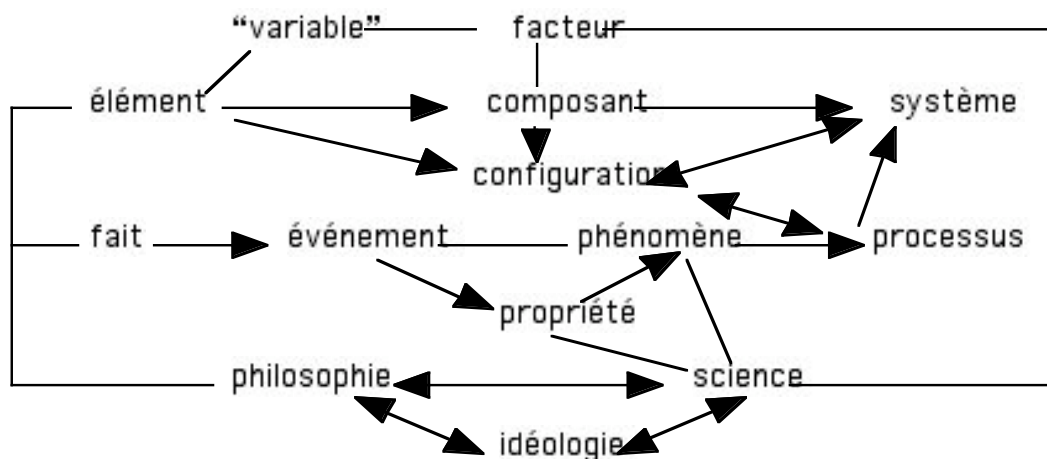 “variable” facteur
élément composant système
configuration
fait événement phénomène processus
propriété
philosophie science
idéologie